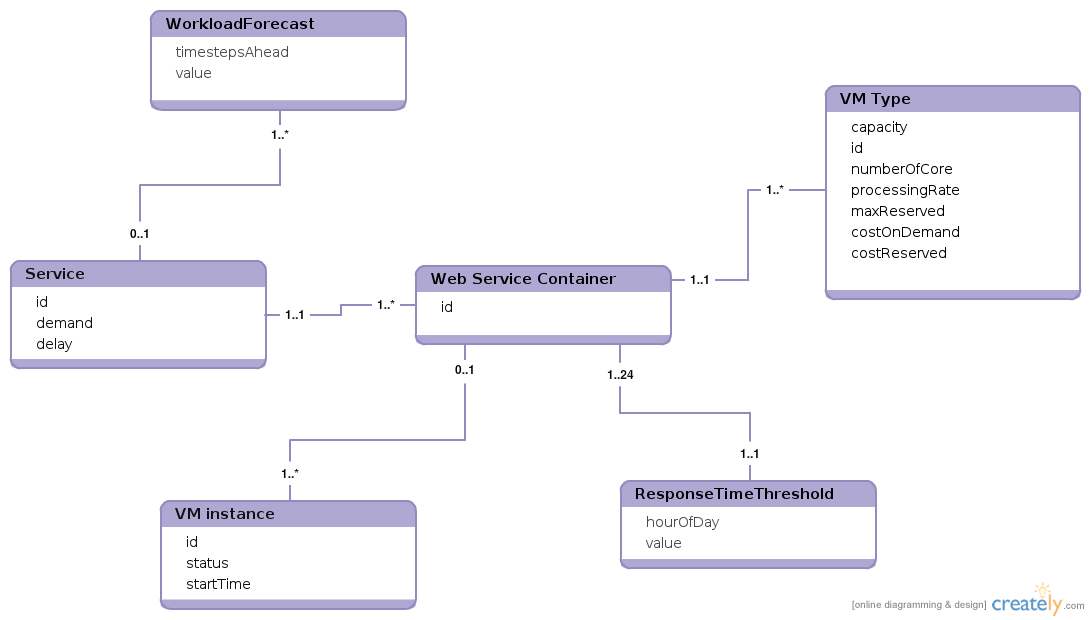 WorkloadForecast
timestepsAhead
value
1..*
0..1
VM Type
capacity
id
numberOfCore
processingRate
maxReserved
costOnDemand
costReserved
1..*
1..1
Service
id
demand
delay
1..1
1..*
Web Service Container
id
0..1
1..24
1..*
1..1
VM instance
id
status
startTime
ResponseTimeThreshold
hourOfDay
value
[online diagramming & design] creately.com